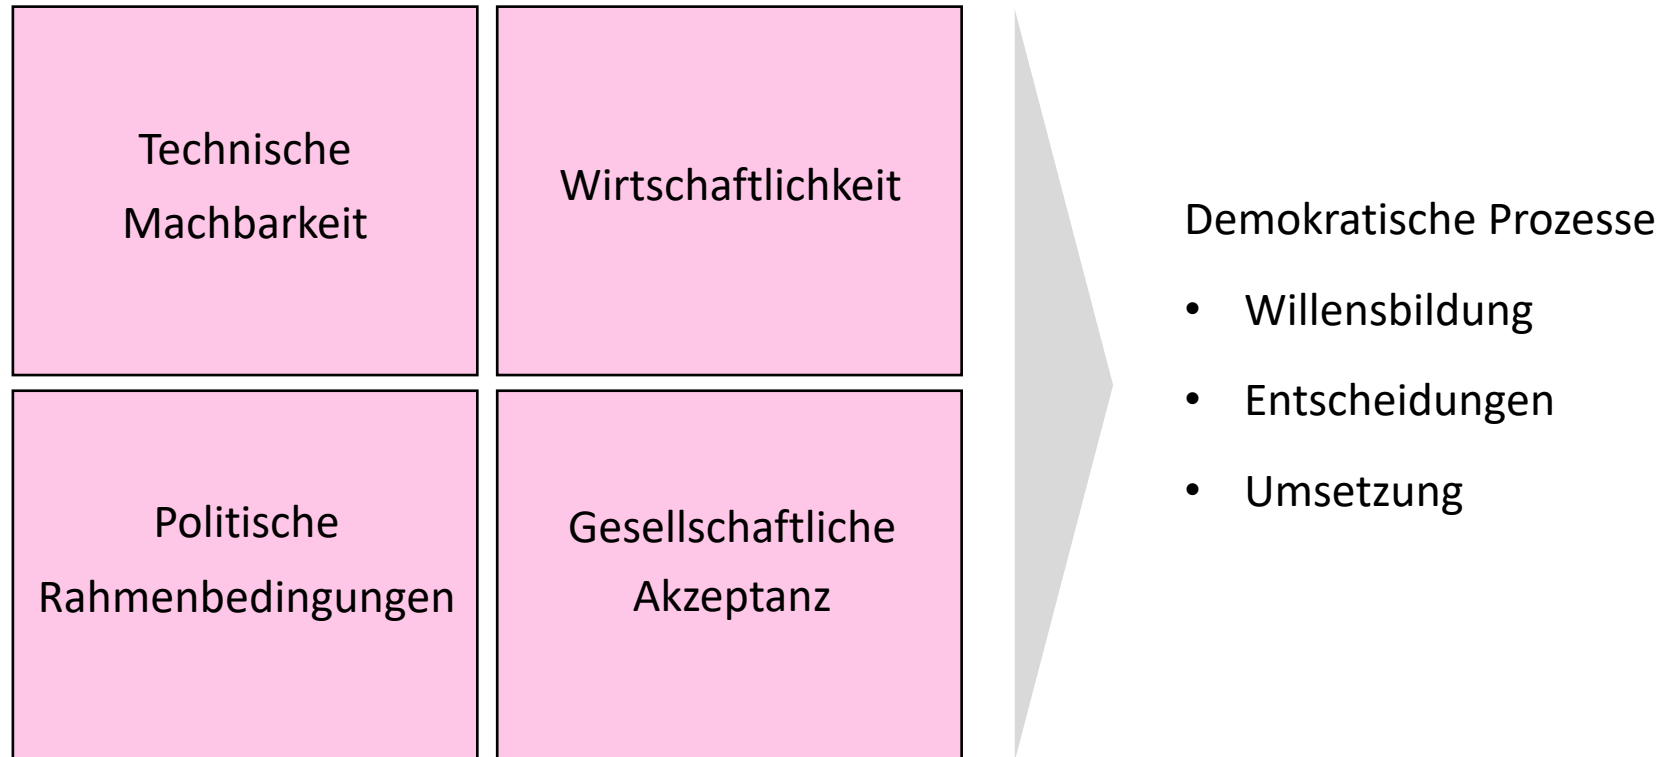 Technische
Machbarkeit
Wirtschaftlichkeit
Politische
Rahmenbedingungen
Gesellschaftliche
Akzeptanz
Demokratische Prozesse
• Willensbildung
• Entscheidungen
• Umsetzung